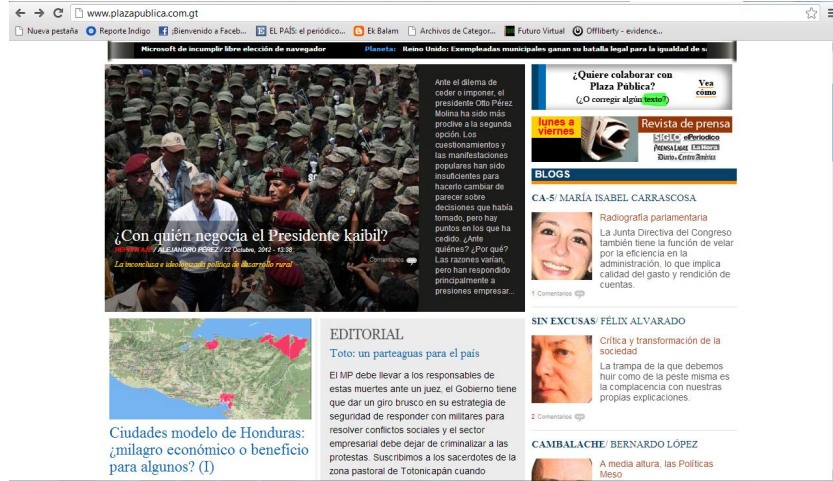 www.plazapublica.com.gt
Nueva pestaña
Reporte Indigo
¡Bienvenido a Faceb...
EL PAÍS: el periódico...
Ek Balam
Archivos de Categor...
Futuro Virtual
Offliberty - evidence...
Microsoft de incumplir libre elección de navegador
Planeta: Reino Unido: Exempleadas municipales ganan su batalla legal para la igualdad de
Ante el dilema de
ceder o imponer, el
presidente Otto Pérez
Molina ha sido más
proclive a la segunda
opción. Los
cuestionamientos y
las manifestaciones
populares han sido
insuficientes para
hacerlo cambiar de
parecer sobre
decisiones que había
tomado, pero hay
puntos en los que ha
cedido. ¿Ante
quiénes? ¿Por qué?
Las razones varían,
pero han respondido
principalmente a
presiones empresar...
¿Con quién negocia el Presidente kaibil?
REPORTAJE / ALEJANDRO PÉREZ / 22 Octubre, 2012 - 13:38
La inconclusa e ideologizada política de desarrollo rural
Comentarios
Ciudades modelo de Honduras:
¿milagro económico o beneficio
para algunos? (I)
EDITORIAL
Toto: un parteaguas para el país
El MP debe llevar a los responsables de
estas muertes ante un juez, el Gobierno tiene
que dar un giro brusco en su estrategia de
seguridad de responder con militares para
resolver conflictos sociales y el sector
empresarial debe dejar de criminalizar a las
protestas. Suscribimos a los sacerdotes de la
zona pastoral de Totonicapán cuando
¿Quiere colaborar con
Plaza Pública?
(¿O corregir algún texto?)
Vea
cómo
lunes a
viernes
Revista de prensa
SIGLO elPeriódico
PRENSA LIBRE La Hora
Diario de Centro América
BLOGS
CA-5/ MARÍA ISABEL CARRASCOSA
Radiografía parlamentaria
La Junta Directiva del Congreso
también tiene la función de velar
por la eficiencia en la
administración, lo que implica
calidad del gasto y rendición de
cuentas.
1 Comentarios
SIN EXCUSAS/ FÉLIX ALVARADO
Crítica y transformación de la
sociedad
La trampa de la que debemos
huir como de la peste misma es
la complacencia con nuestras
propias explicaciones.
2 Comentarios
CAMBALACHE/ BERNARDO LÓPEZ
A media altura, las Políticas
Meso